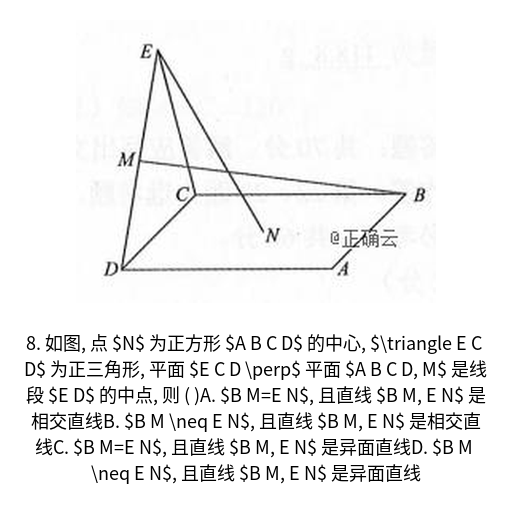 E
M
C
B
N
@正确云
D
A
8. 如图, 点 $N$ 为正方形 $A B C D$ 的中心, $\triangle E C
D$ 为正三角形, 平面 $E C D \perp$ 平面 $A B C D, M$ 是线
段 $E D$ 的中点, 则 ( )A. $B M=E N$, 且直线 $B M, E N$ 是
相交直线B. $B M \neq E N$, 且直线 $B M, E N$ 是相交直
线C. $B M=E N$, 且直线 $B M, E N$ 是异面直线D. $B M
\neq E N$, 且直线 $B M, E N$ 是异面直线